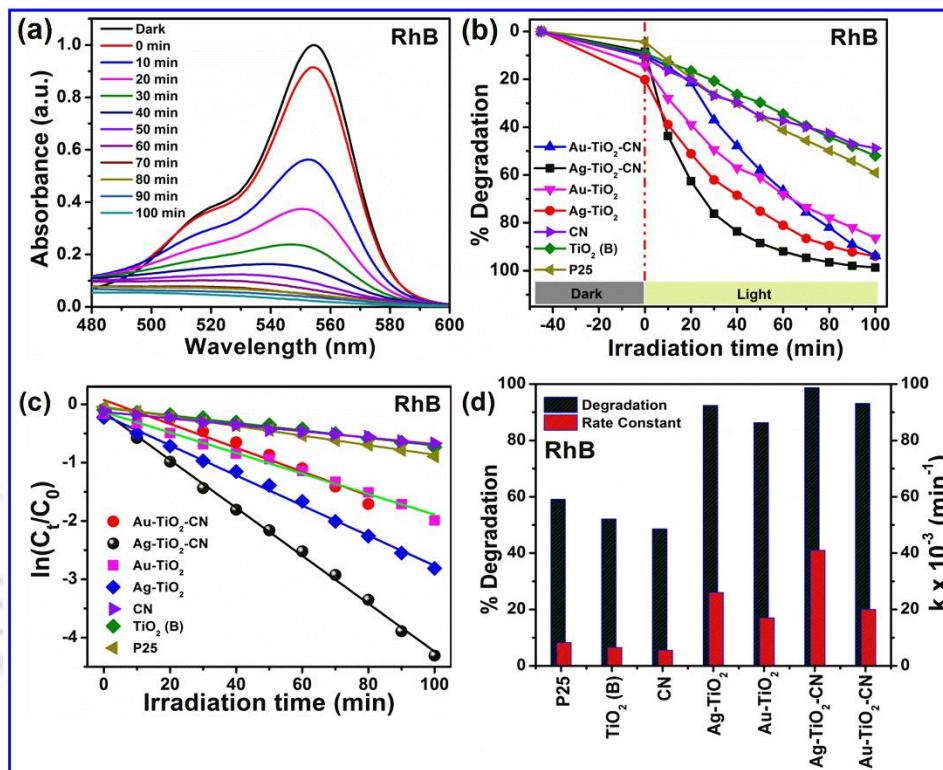 (a)
RhB
Dark
0 min
10 min
20 min
30 min
40 min
50 min
60 min
70 min
80 min
90 min
100 min
1.0
0.8
0.6
0.4
0.2
0.0
Absorbance (a.u.)
480 500 520 540 560 580 600
Wavelength (nm)
(b)
RhB
0
20
40
60
80
100
% Degradation
Au-TiO₂-CN
Ag-TiO₂-CN
Au-TiO₂
Ag-TiO₂
CN
TiO₂ (B)
P25
Dark
Light
-40 -20 0 20 40 60 80 100
Irradiation time (min)
(c)
RhB
0
-1
-2
-3
-4
ln(Cₜ/C₀)
Au-TiO₂-CN
Ag-TiO₂-CN
Au-TiO₂
Ag-TiO₂
CN
TiO₂ (B)
P25
0 20 40 60 80 100
Irradiation time (min)
(d)
Degradation
Rate Constant
RhB
100
80
60
40
20
0
% Degradation
100
80
60
40
20
0
k x 10⁻³ (min⁻¹)
P25
TiO₂ (B)
CN
Ag-TiO₂
Au-TiO₂
Ag-TiO₂-CN
Au-TiO₂-CN